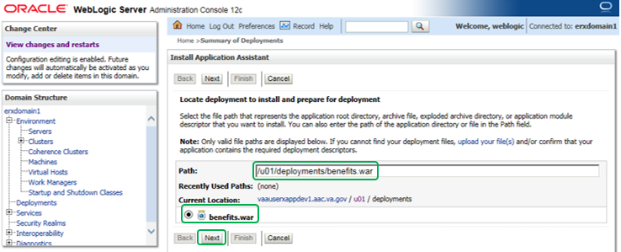 ORACLE WebLogic Server Administration Console 12c
Change Center
View changes and restarts
Configuration editing is enabled. Future
changes will automatically be activated as you
modify, add or delete items in this domain.
Domain Structure
erxdomain1
Environment
Servers
Clusters
Coherence Clusters
Machines
Virtual Hosts
Work Managers
Startup and Shutdown Classes
Deployments
Services
Security Realms
Interoperability
Diagnostics
Home Log Out Preferences Record Help
Welcome, weblogic Connected to: erxdomain1
Home >Summary of Deployments
Install Application Assistant
Back Next Finish Cancel
Locate deployment to install and prepare for deployment
Select the file path that represents the application root directory, archive file, exploded archive directory, or application module
descriptor that you want to install. You can also enter the path of the application directory or file in the Path field.
Note: Only valid file paths are displayed below. If you cannot find your deployment files, upload your file(s) and/or confirm that your
application contains the required deployment descriptors.
Path: /u01/deployments/benefits.war
Recently Used Paths: (none)
Current Location: vaauserxappdev1.aac.va.gov / u01 / deployments
benefits.war
Back Next Finish Cancel